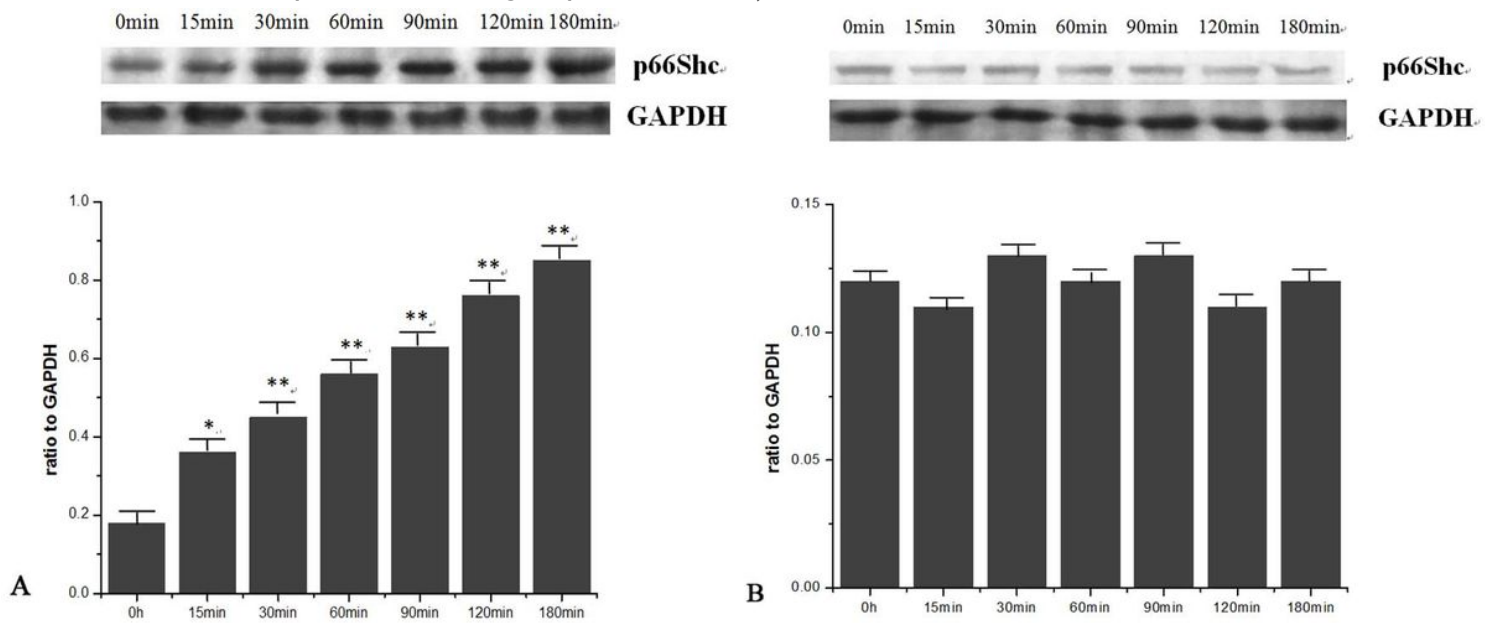 0min 15min 30min 60min 90min 120min 180min
p66Shc
GAPDH
1.0
0.8
0.6
0.4
0.2
0.0
ratio to GAPDH
*
**
**
**
**
**
0h 15min 30min 60min 90min 120min 180min
A
0min 15min 30min 60min 90min 120min 180min
p66Shc
GAPDH
0.15
0.10
0.05
0.00
ratio to GAPDH
0h 15min 30min 60min 90min 120min 180min
B